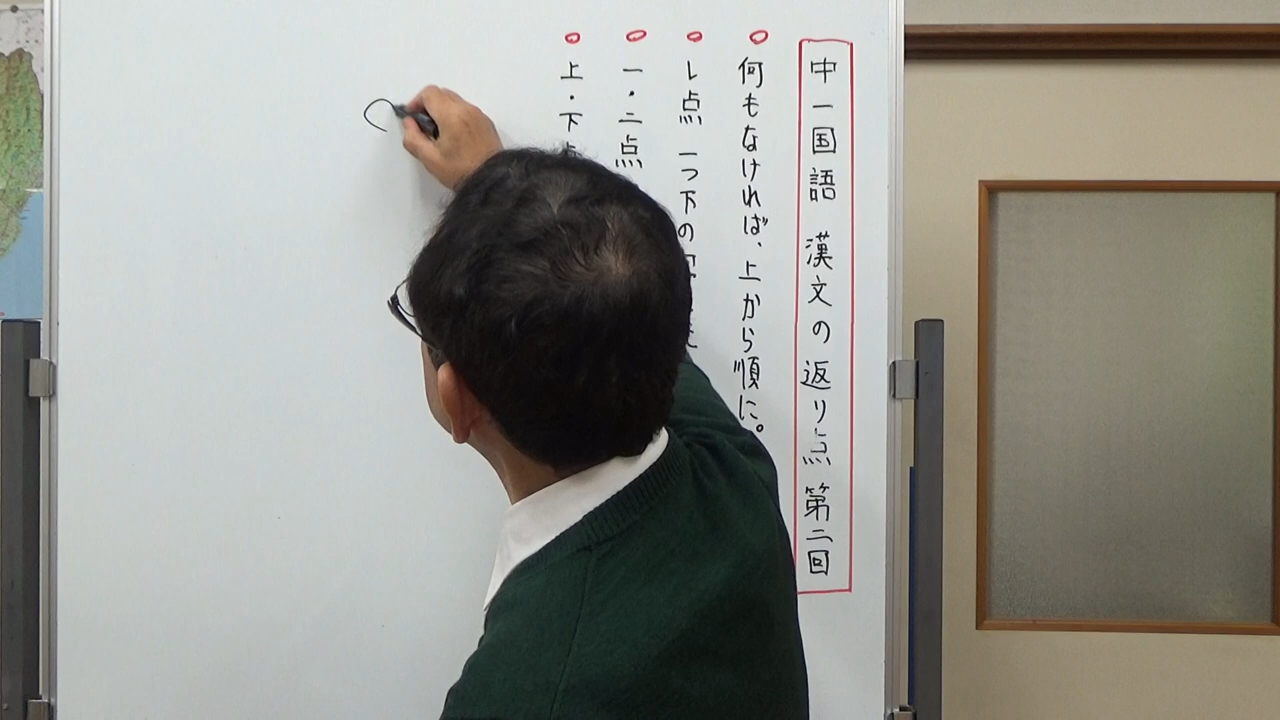 中一国語 漢文の返り点 第二回
何もなければ、上から順に。
レ点 一つ下の
一・二点
上・下点